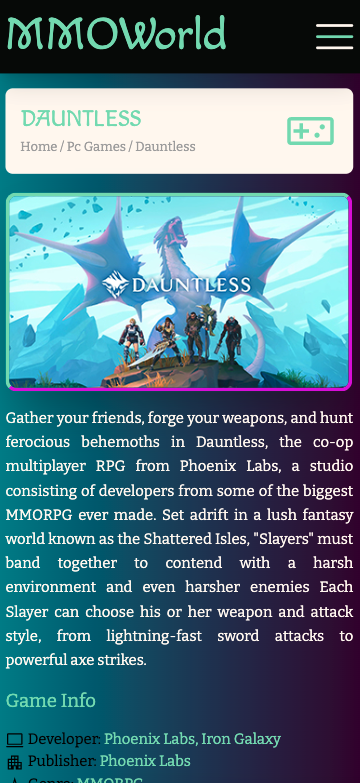 MMOWorld
DAUNTLESS
Home / Pc Games / Dauntless
DAUNTLESS
Gather your friends, forge your weapons, and hunt
ferocious behemoths in Dauntless, the co-op
multiplayer RPG from Phoenix Labs, a studio
consisting of developers from some of the biggest
MMORPG ever made. Set adrift in a lush fantasy
world known as the Shattered Isles, "Slayers" must
band together to contend with a harsh
environment and even harsher enemies Each
Slayer can choose his or her weapon and attack
style, from lightning-fast sword attacks to
powerful axe strikes.
Game Info
Developer: Phoenix Labs, Iron Galaxy
Publisher: Phoenix Labs
Genre: MMORPG